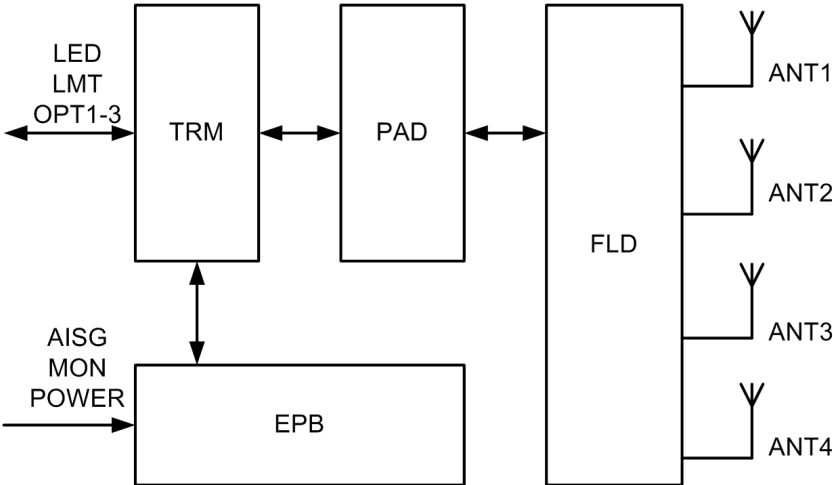 LED
LMT
OPT1-3
TRM
PAD
FLD
ANT1
ANT2
ANT3
ANT4
AISG
MON
POWER
EPB